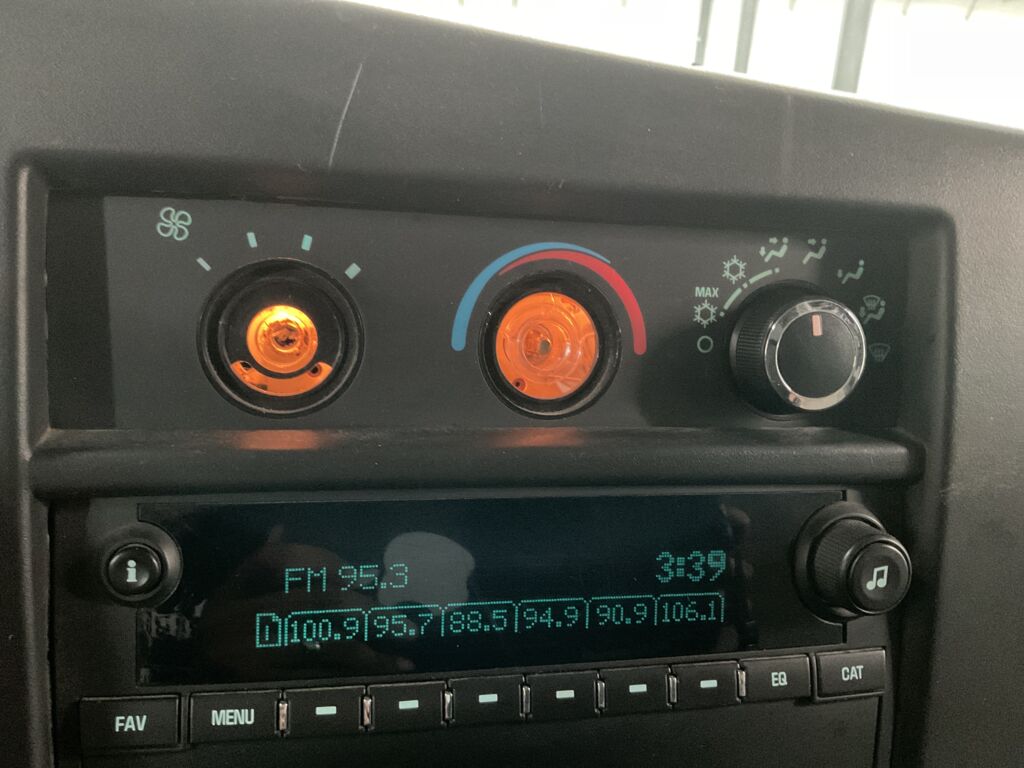 MAX
i
FM 95.3
3:39
D 100.9 95.7 88.5 94.9 90.9 106.1
FAV
MENU
EQ
CAT